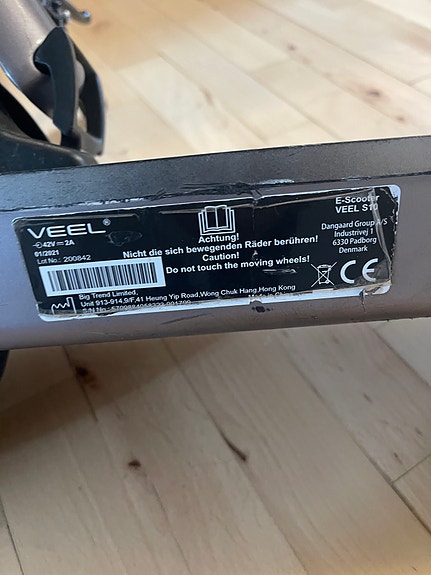 VEEL®
42V⎓2A
01/2021
Lot No.: 200842
Achtung!
Nicht die sich bewegenden Räder berühren!
Caution!
Do not touch the moving wheels!
E-Scooter
VEEL S10
Dangaard Group A/S
Industrivej 1
6330 Padborg
Denmark
CE
Big Trend Limited,
Unit 913-914,9/F,41 Heung Yip Road,Wong Chuk Hang,Hong Kong
S/N No.: